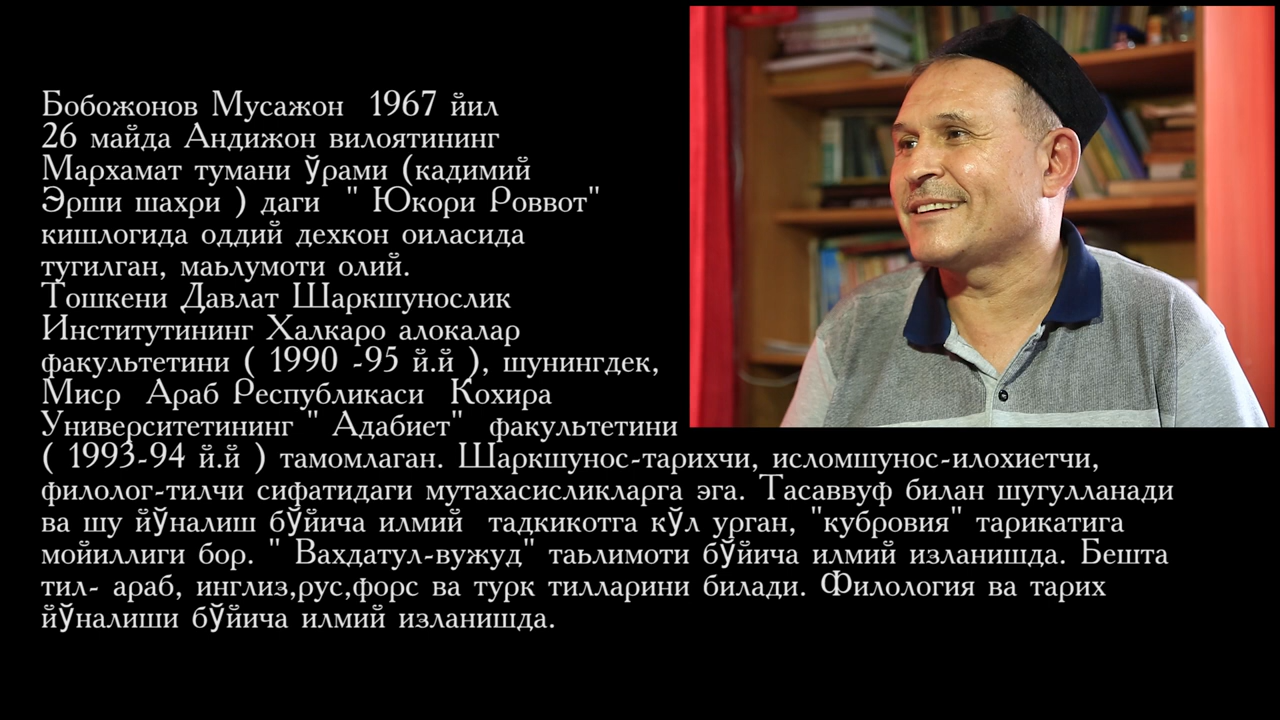 Бобожонов Мусажон 1967 йил
26 майда Андижон вилоятининг
Мархамат тумани ўрами (кадимий
Эрши шахри ) даги " Юкори Роввот"
кишлогида оддий дехкон оиласида
тугилган, маьлумоти олий.
Тошкени Давлат Шаркшунослик
Институтининг Халкаро алокалар
факультетини ( 1990 -95 й.й ), шунингдек,
Миср Араб Республикаси Кохира
Университетининг " Адабиет" факультетини
( 1993-94 й.й ) тамомлаган. Шаркшунос-тарихчи, исломшунос-илохиетчи,
филолог-тилчи сифатидаги мутахасисликларга эга. Тасаввуф билан шугулланади
ва шу йўналиш бўйича илмий тадкикотга кўл урган, "кубровия" тарикатига
мойиллиги бор. " Вахдатул-вужуд" таьлимоти бўйича илмий изланишда. Бешта
тил- араб, инглиз,рус,форс ва турк тилларини билади. Филология ва тарих
йўналиши бўйича илмий изланишда.